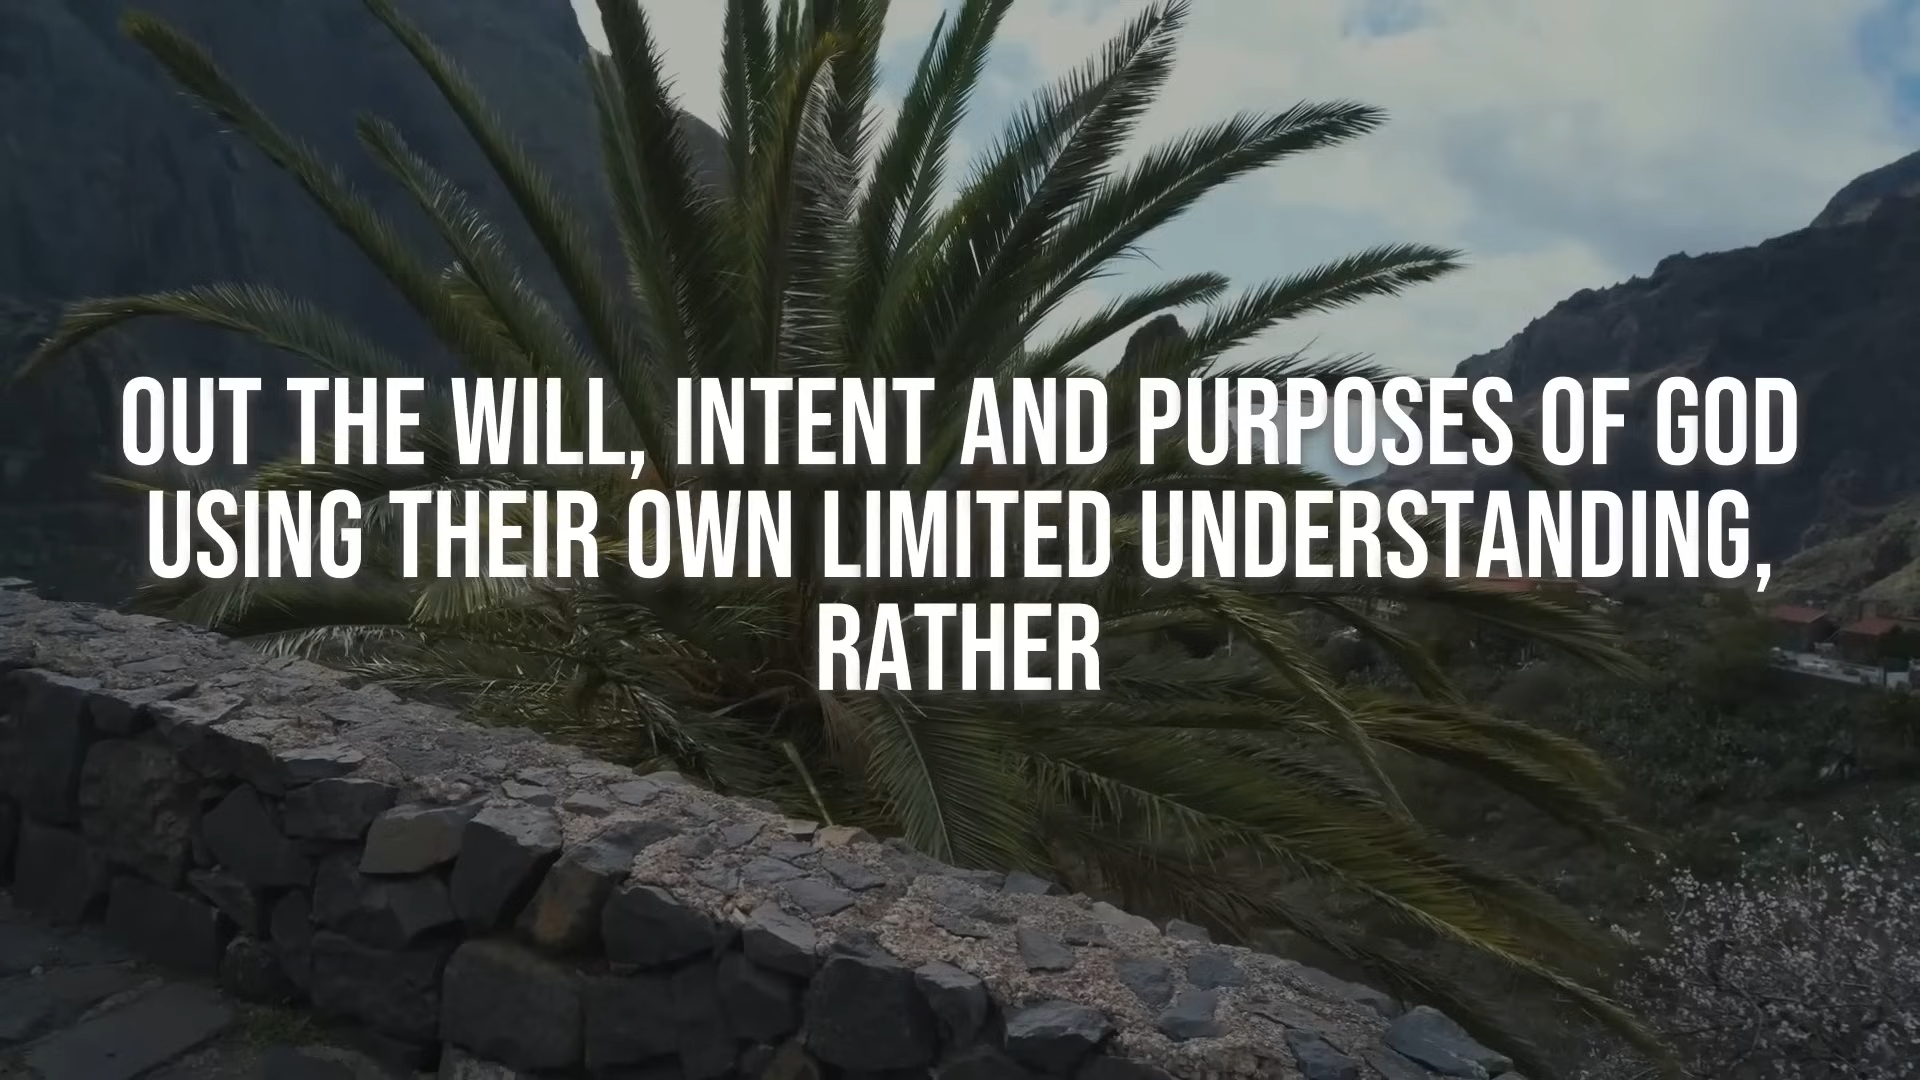 OUT THE WILL, INTENT AND PURPOSES OF GOD
USING THEIR OWN LIMITED UNDERSTANDING,
RATHER